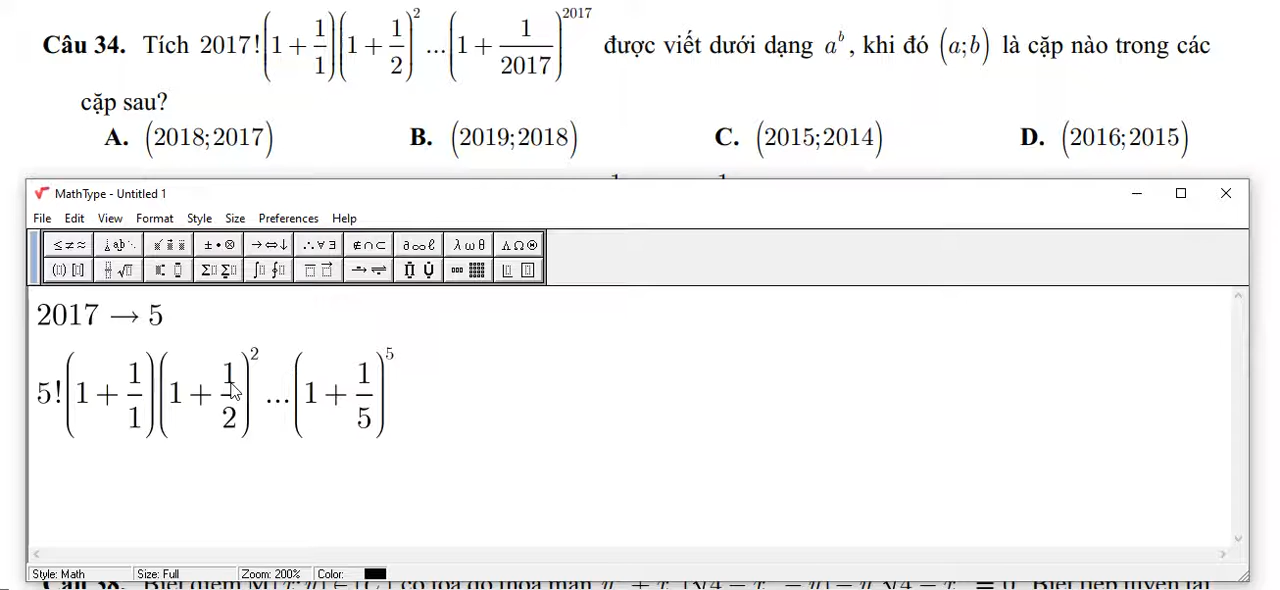 Câu 34. Tích 2017!(1 + 1/1)(1 + 1/2)^2 ...(1 + 1/2017)^2017 được viết dưới dạng a^b, khi đó (a;b) là cặp nào trong các
cặp sau?
A. (2018;2017) B. (2019;2018) C. (2015;2014) D. (2016;2015)
MathType - Untitled 1
File Edit View Format Style Size Preferences Help
2017 → 5
5!(1 + 1/1)(1 + 1/2)^2 ...(1 + 1/5)^5
Style: Math Size: Full Zoom: 200% Color: